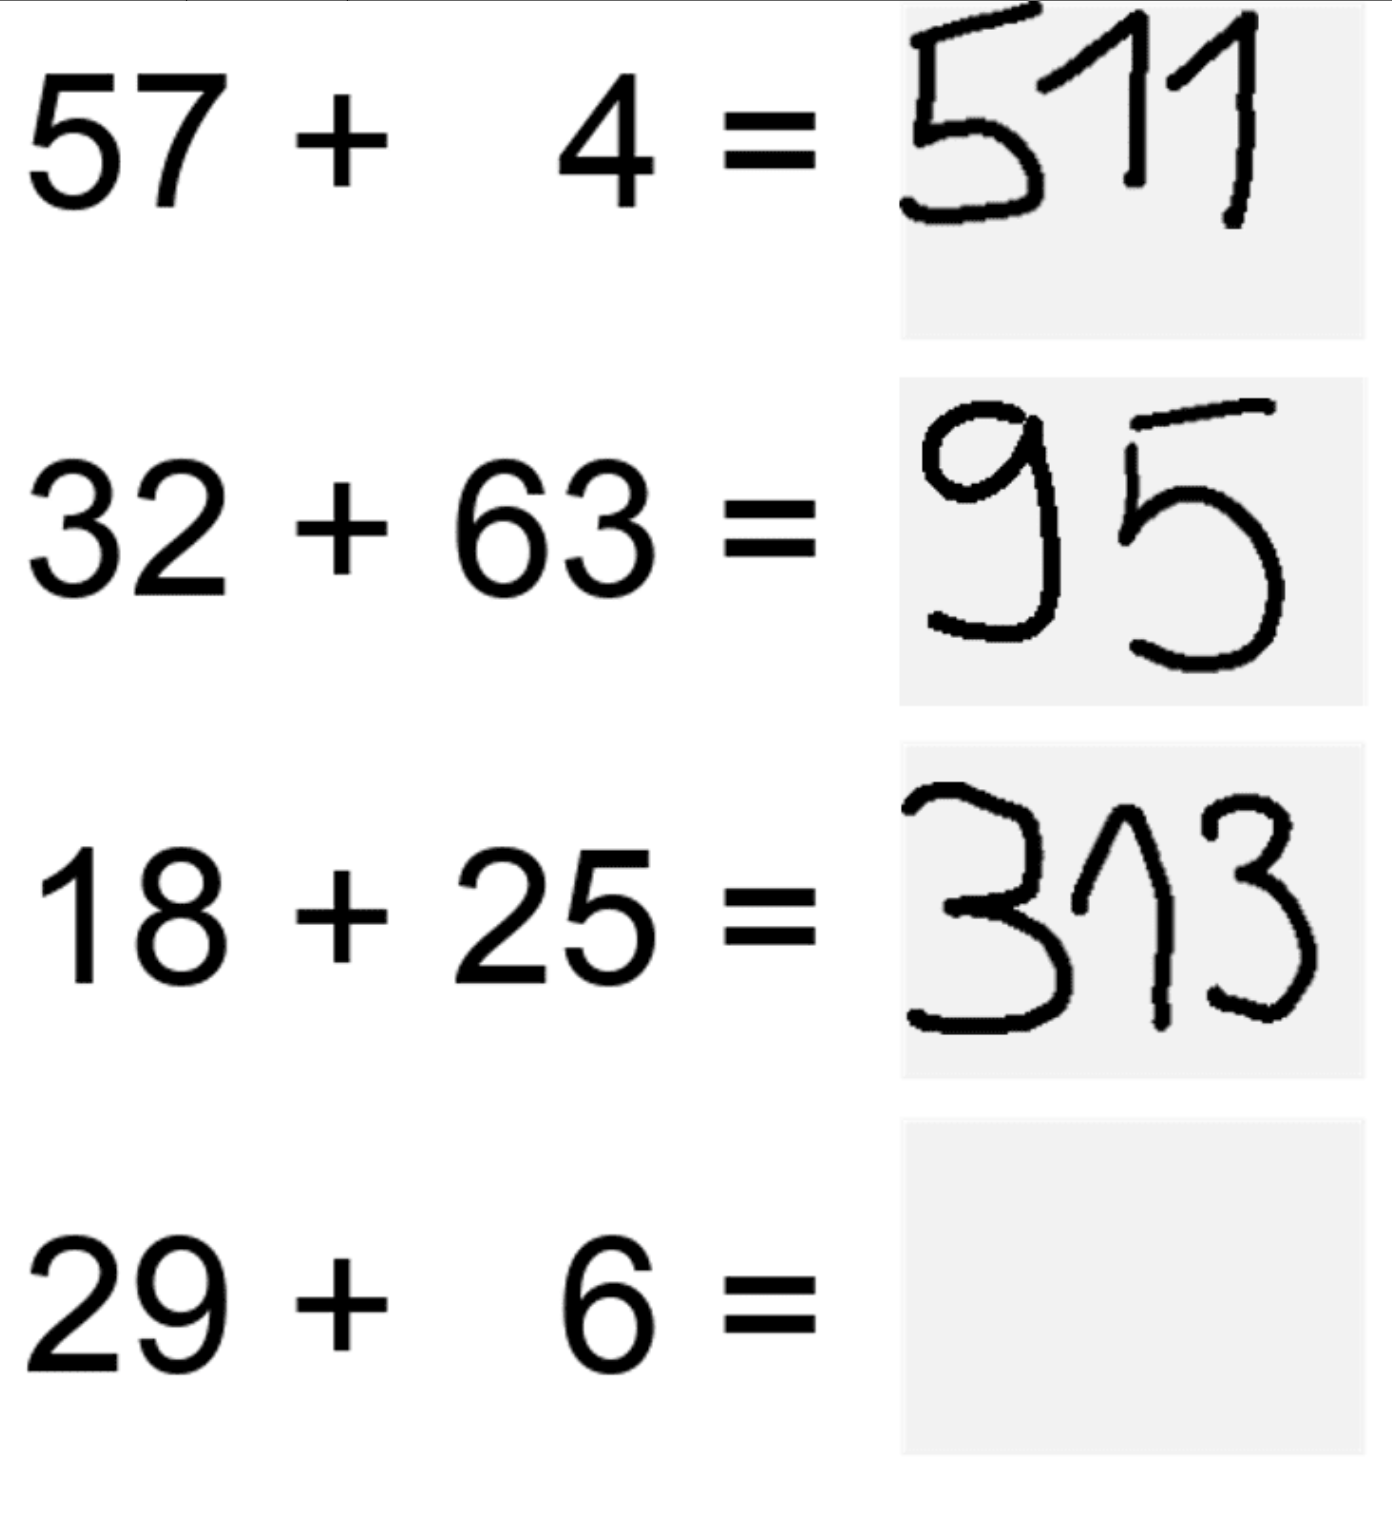 57 + 4 = 511
32 + 63 = 95
18 + 25 = 313
29 + 6 =